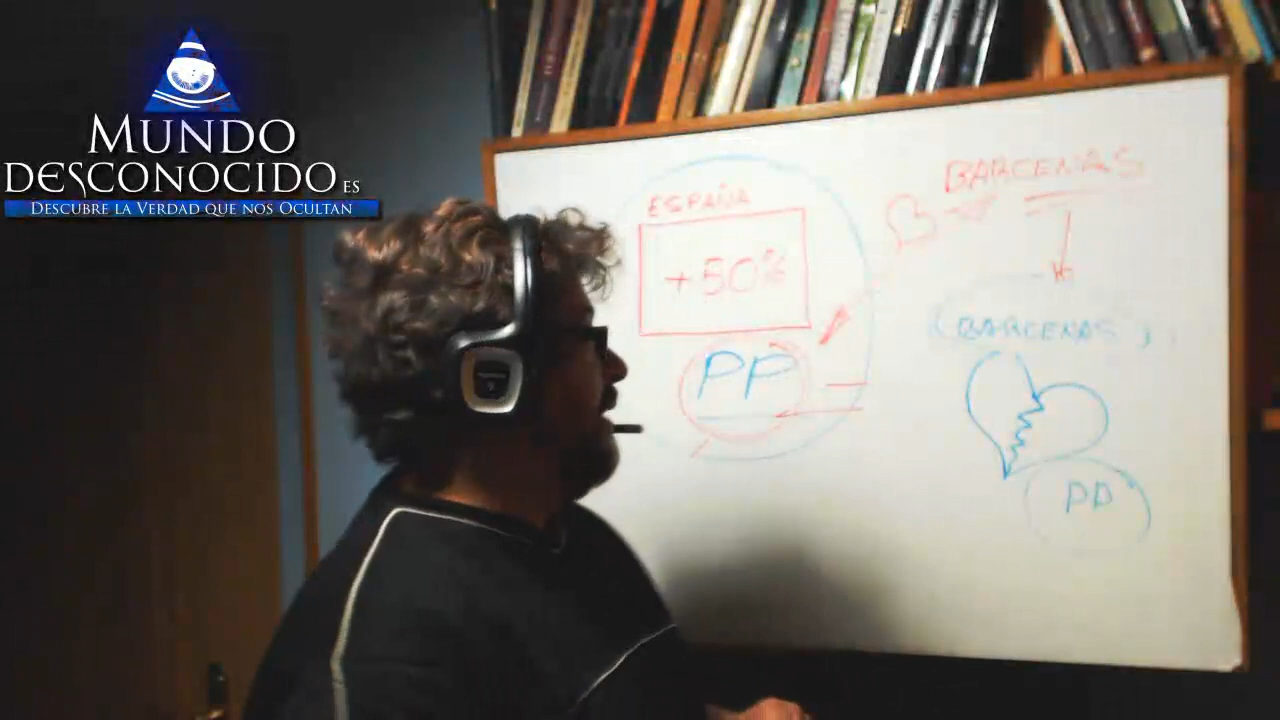 MUNDO
DESCONOCIDO.ES
DESCUBRE LA VERDAD QUE NOS OCULTAN
ESPAÑA
+50%
PP
BARCENAS
(BARCENAS)
PP